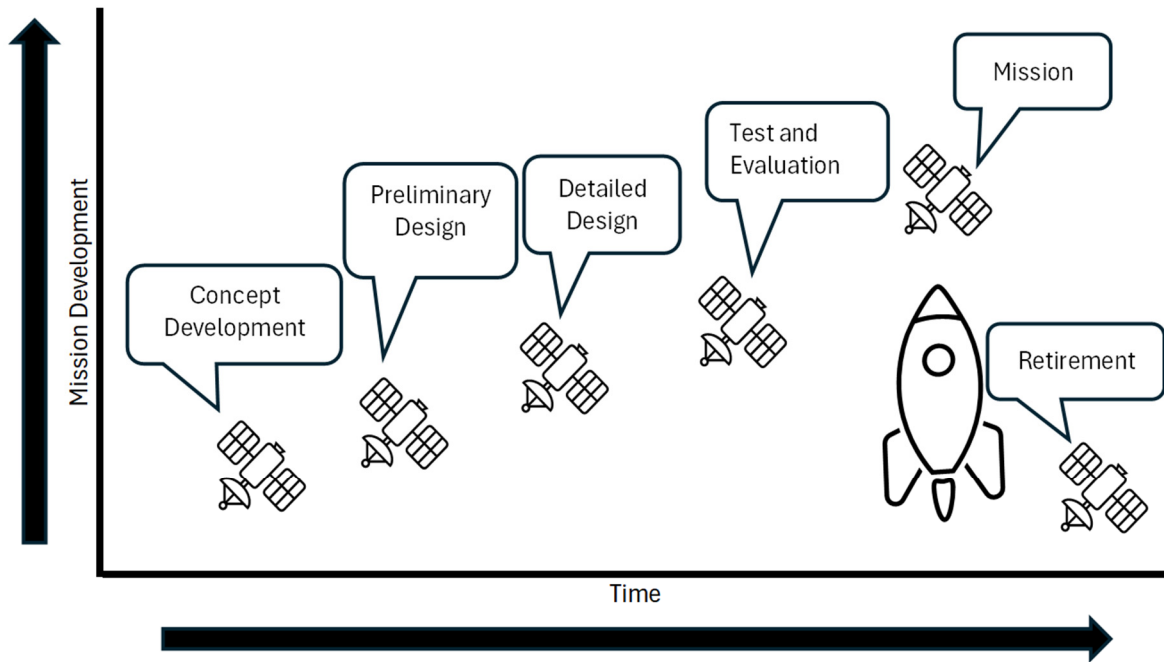 Mission
Test and
Evaluation
Preliminary
Design
Detailed
Design
Concept
Development
Retirement
Mission Development
Time